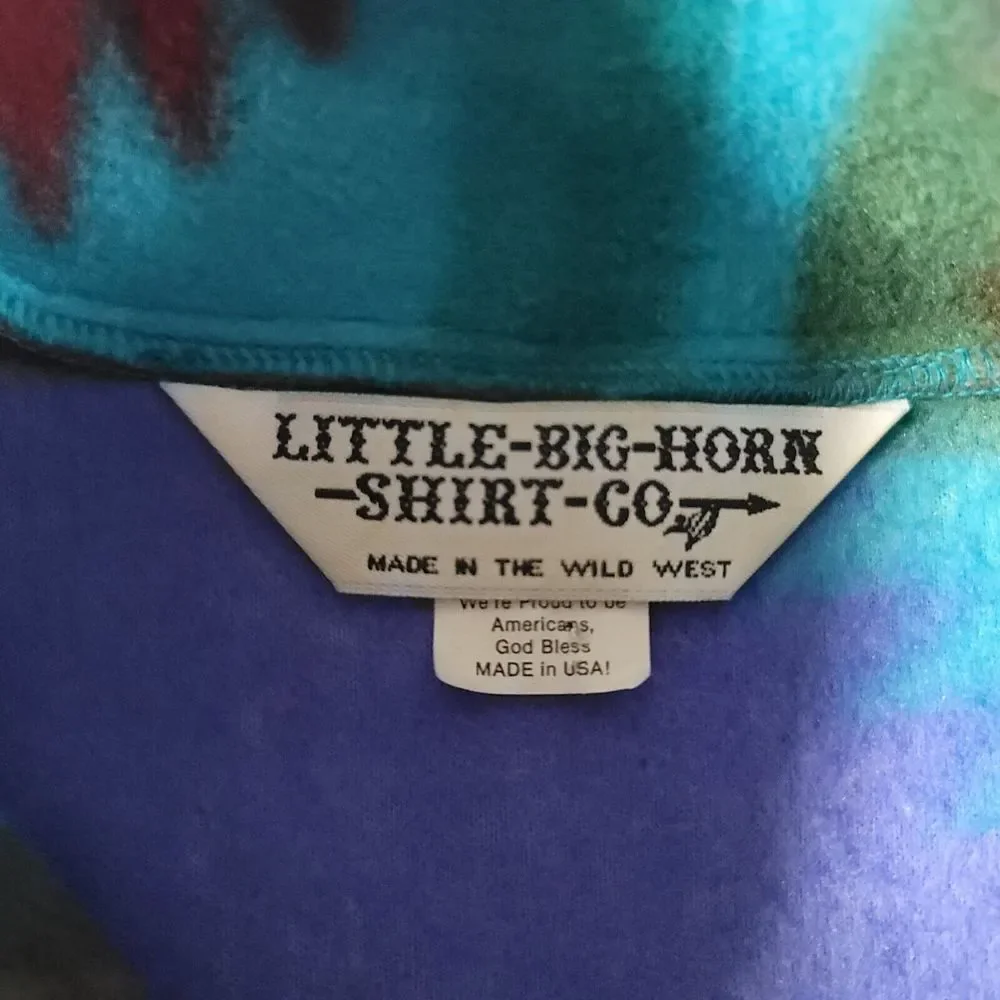 LITTLE-BIG-HORN
-SHIRT-CO
MADE IN THE WILD WEST
We're Proud to be
Americans,
God Bless
MADE in USA!